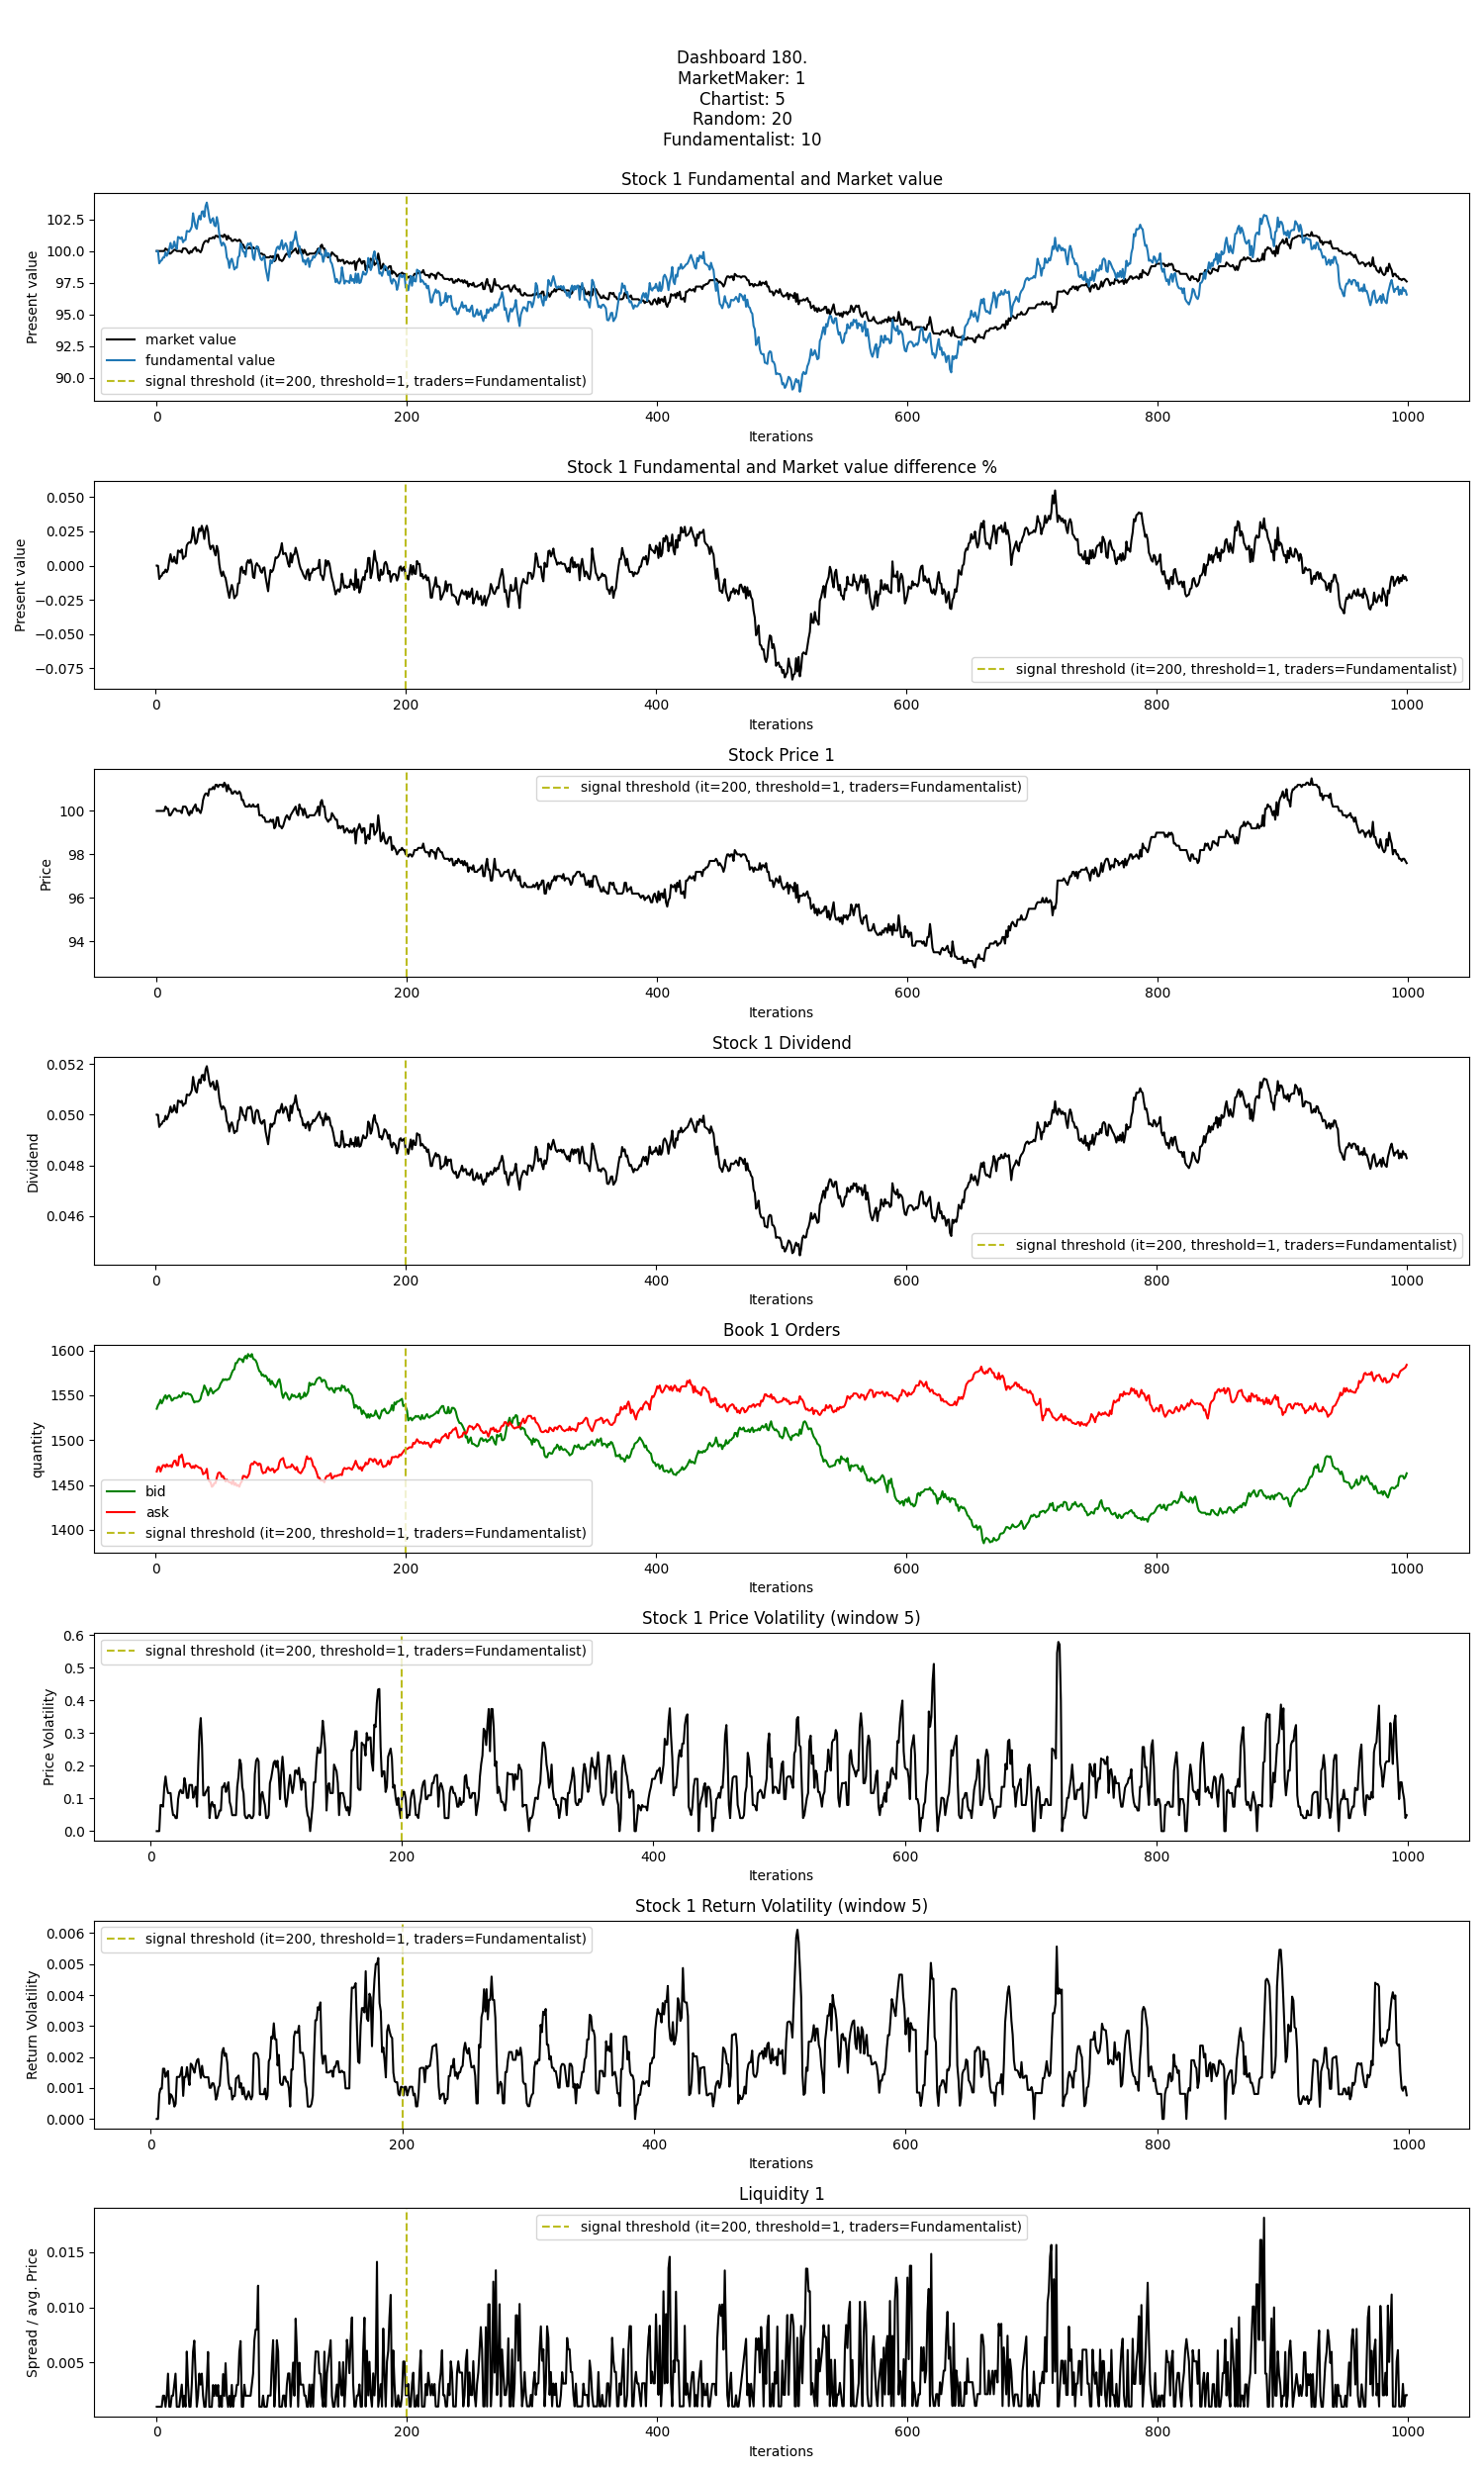 Dashboard 180.
MarketMaker: 1
Chartist: 5
Random: 20
Fundamentalist: 10
Stock 1 Fundamental and Market value
Present value
102.5
100.0
97.5
95.0
92.5
90.0
market value
fundamental value
signal threshold (it=200, threshold=1, traders=Fundamentalist)
0 200 400 600 800 1000
Iterations
Stock 1 Fundamental and Market value difference %
Present value
0.050
0.025
0.000
−0.025
−0.050
−0.075
signal threshold (it=200, threshold=1, traders=Fundamentalist)
0 200 400 600 800 1000
Iterations
Stock Price 1
Price
100
98
96
94
signal threshold (it=200, threshold=1, traders=Fundamentalist)
0 200 400 600 800 1000
Iterations
Stock 1 Dividend
Dividend
0.052
0.050
0.048
0.046
signal threshold (it=200, threshold=1, traders=Fundamentalist)
0 200 400 600 800 1000
Iterations
Book 1 Orders
quantity
1600
1550
1500
1450
1400
bid
ask
signal threshold (it=200, threshold=1, traders=Fundamentalist)
0 200 400 600 800 1000
Iterations
Stock 1 Price Volatility (window 5)
Price Volatility
0.6
0.5
0.4
0.3
0.2
0.1
0.0
signal threshold (it=200, threshold=1, traders=Fundamentalist)
0 200 400 600 800 1000
Iterations
Stock 1 Return Volatility (window 5)
Return Volatility
0.006
0.005
0.004
0.003
0.002
0.001
0.000
signal threshold (it=200, threshold=1, traders=Fundamentalist)
0 200 400 600 800 1000
Iterations
Liquidity 1
Spread / avg. Price
0.015
0.010
0.005
signal threshold (it=200, threshold=1, traders=Fundamentalist)
0 200 400 600 800 1000
Iterations